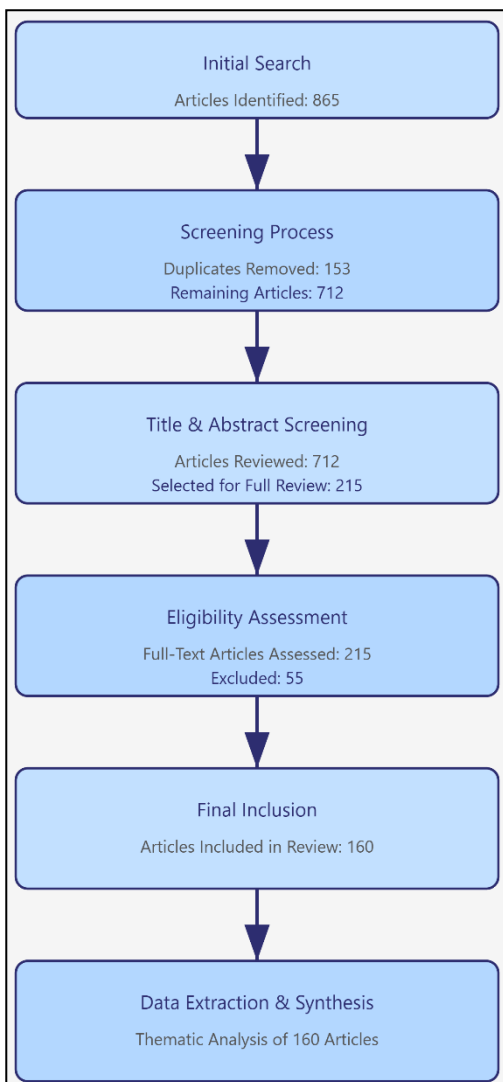 Initial Search
Articles Identified: 865
Screening Process
Duplicates Removed: 153
Remaining Articles: 712
Title & Abstract Screening
Articles Reviewed: 712
Selected for Full Review: 215
Eligibility Assessment
Full-Text Articles Assessed: 215
Excluded: 55
Final Inclusion
Articles Included in Review: 160
Data Extraction & Synthesis
Thematic Analysis of 160 Articles